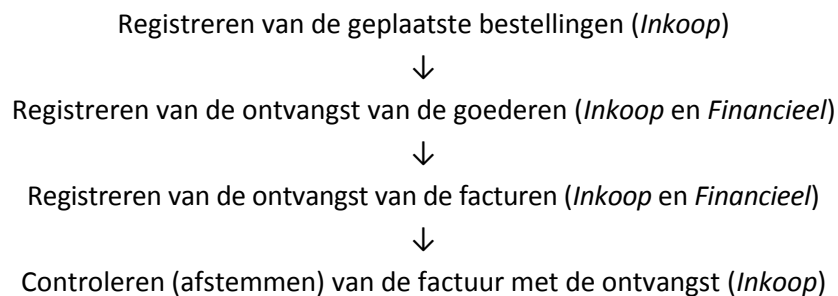 Registreren van de geplaatste bestellingen (Inkoop)
↓
Registreren van de ontvangst van de goederen (Inkoop en Financieel)
↓
Registreren van de ontvangst van de facturen (Inkoop en Financieel)
↓
Controleren (afstemmen) van de factuur met de ontvangst (Inkoop)